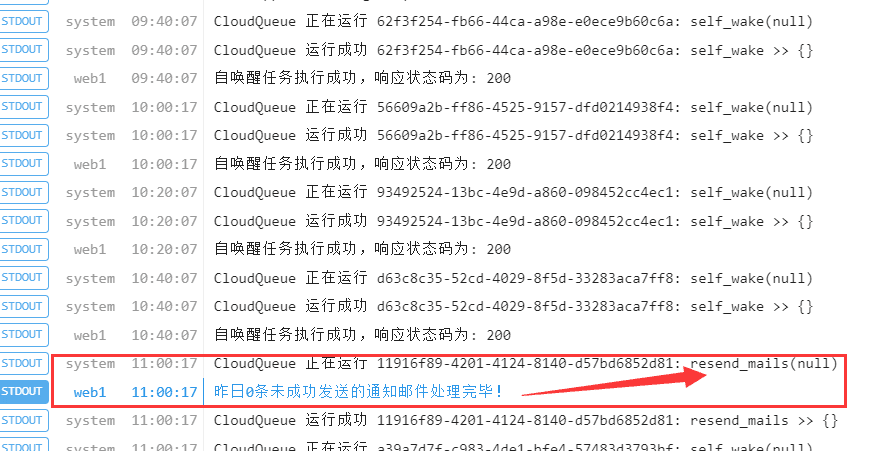 STDOUT system 09:40:07 CloudQueue 正在运行 62f3f254-fb66-44ca-a98e-e0ece9b60c6a: self_wake(null)
STDOUT system 09:40:07 CloudQueue 运行成功 62f3f254-fb66-44ca-a98e-e0ece9b60c6a: self_wake >> {}
STDOUT web1 09:40:07 自唤醒任务执行成功，响应状态码为: 200
STDOUT system 10:00:17 CloudQueue 正在运行 56609a2b-ff86-4525-9157-dfd0214938f4: self_wake(null)
STDOUT system 10:00:17 CloudQueue 运行成功 56609a2b-ff86-4525-9157-dfd0214938f4: self_wake >> {}
STDOUT web1 10:00:17 自唤醒任务执行成功，响应状态码为: 200
STDOUT system 10:20:07 CloudQueue 正在运行 93492524-13bc-4e9d-a860-098452cc4ec1: self_wake(null)
STDOUT system 10:20:07 CloudQueue 运行成功 93492524-13bc-4e9d-a860-098452cc4ec1: self_wake >> {}
STDOUT web1 10:20:07 自唤醒任务执行成功，响应状态码为: 200
STDOUT system 10:40:07 CloudQueue 正在运行 d63c8c35-52cd-4029-8f5d-33283aca7ff8: self_wake(null)
STDOUT system 10:40:07 CloudQueue 运行成功 d63c8c35-52cd-4029-8f5d-33283aca7ff8: self_wake >> {}
STDOUT web1 10:40:07 自唤醒任务执行成功，响应状态码为: 200
STDOUT system 11:00:17 CloudQueue 正在运行 11916f89-4201-4124-8140-d57bd6852d81: resend_mails(null)
STDOUT web1 11:00:17 昨日0条未成功发送的通知邮件处理完毕！
STDOUT system 11:00:17 CloudQueue 运行成功 11916f89-4201-4124-8140-d57bd6852d81: resend_mails >> {}
STDOUT system 11:00:17 CloudQueue 正在运行 a39a7d7f-c983-4de1-bfe4-57483d3793bf: self_wake(null)